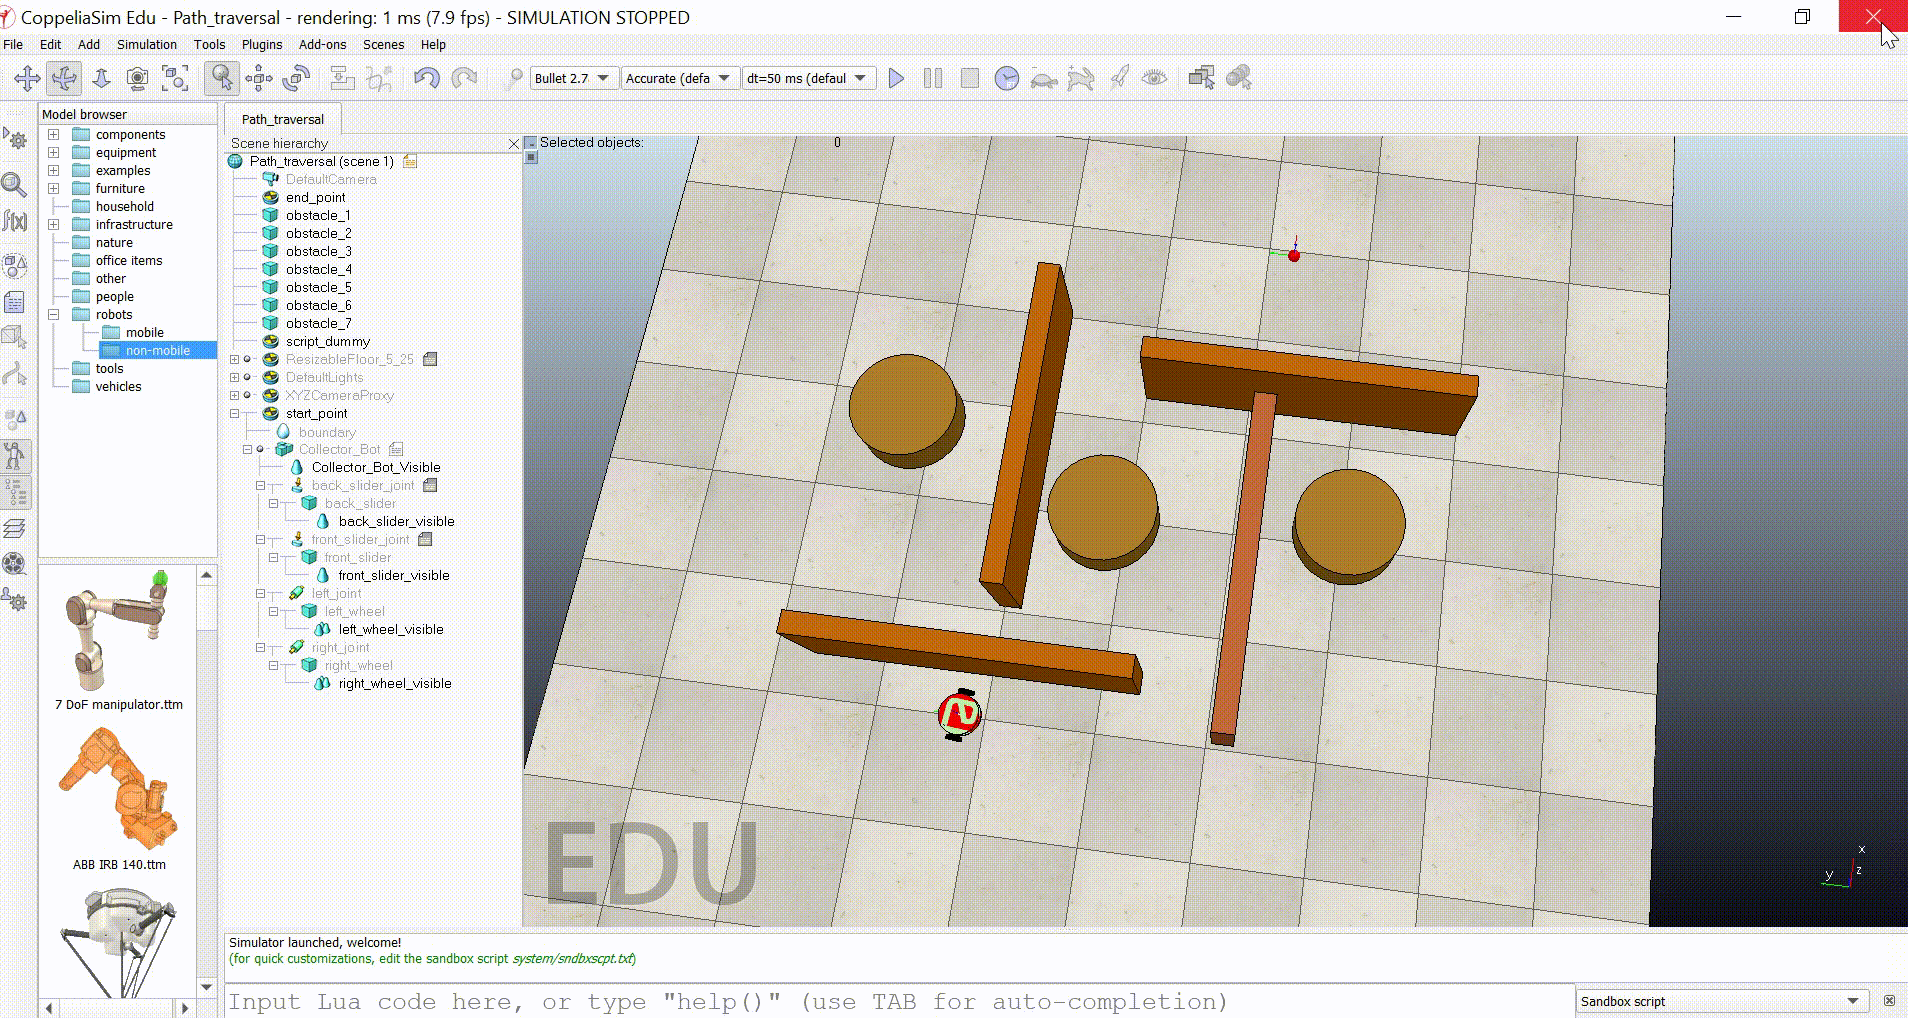 CoppeliaSim Edu - Path_traversal - rendering: 1 ms (7.9 fps) - SIMULATION STOPPED
File Edit Add Simulation Tools Plugins Add-ons Scenes Help
Bullet 2.7 Accurate (defa dt=50 ms (defaul
Model browser
components
equipment
examples
furniture
household
infrastructure
nature
office items
other
people
robots
mobile
non-mobile
tools
vehicles
7 DoF manipulator.ttm
ABB IRB 140.ttm
Path_traversal
Scene hierarchy
Path_traversal (scene 1)
DefaultCamera
end_point
obstacle_1
obstacle_2
obstacle_3
obstacle_4
obstacle_5
obstacle_6
obstacle_7
script_dummy
ResizableFloor_5_25
DefaultLights
XYZCameraProxy
start_point
boundary
Collector_Bot
Collector_Bot_Visible
back_slider_joint
back_slider
back_slider_visible
front_slider_joint
front_slider
front_slider_visible
left_joint
left_wheel
left_wheel_visible
right_joint
right_wheel
right_wheel_visible
Selected objects: 0
x
y
z
EDU
Simulator launched, welcome!
(for quick customizations, edit the sandbox script system/sndbxscpt.txt)
Input Lua code here, or type "help()" (use TAB for auto-completion)
Sandbox script